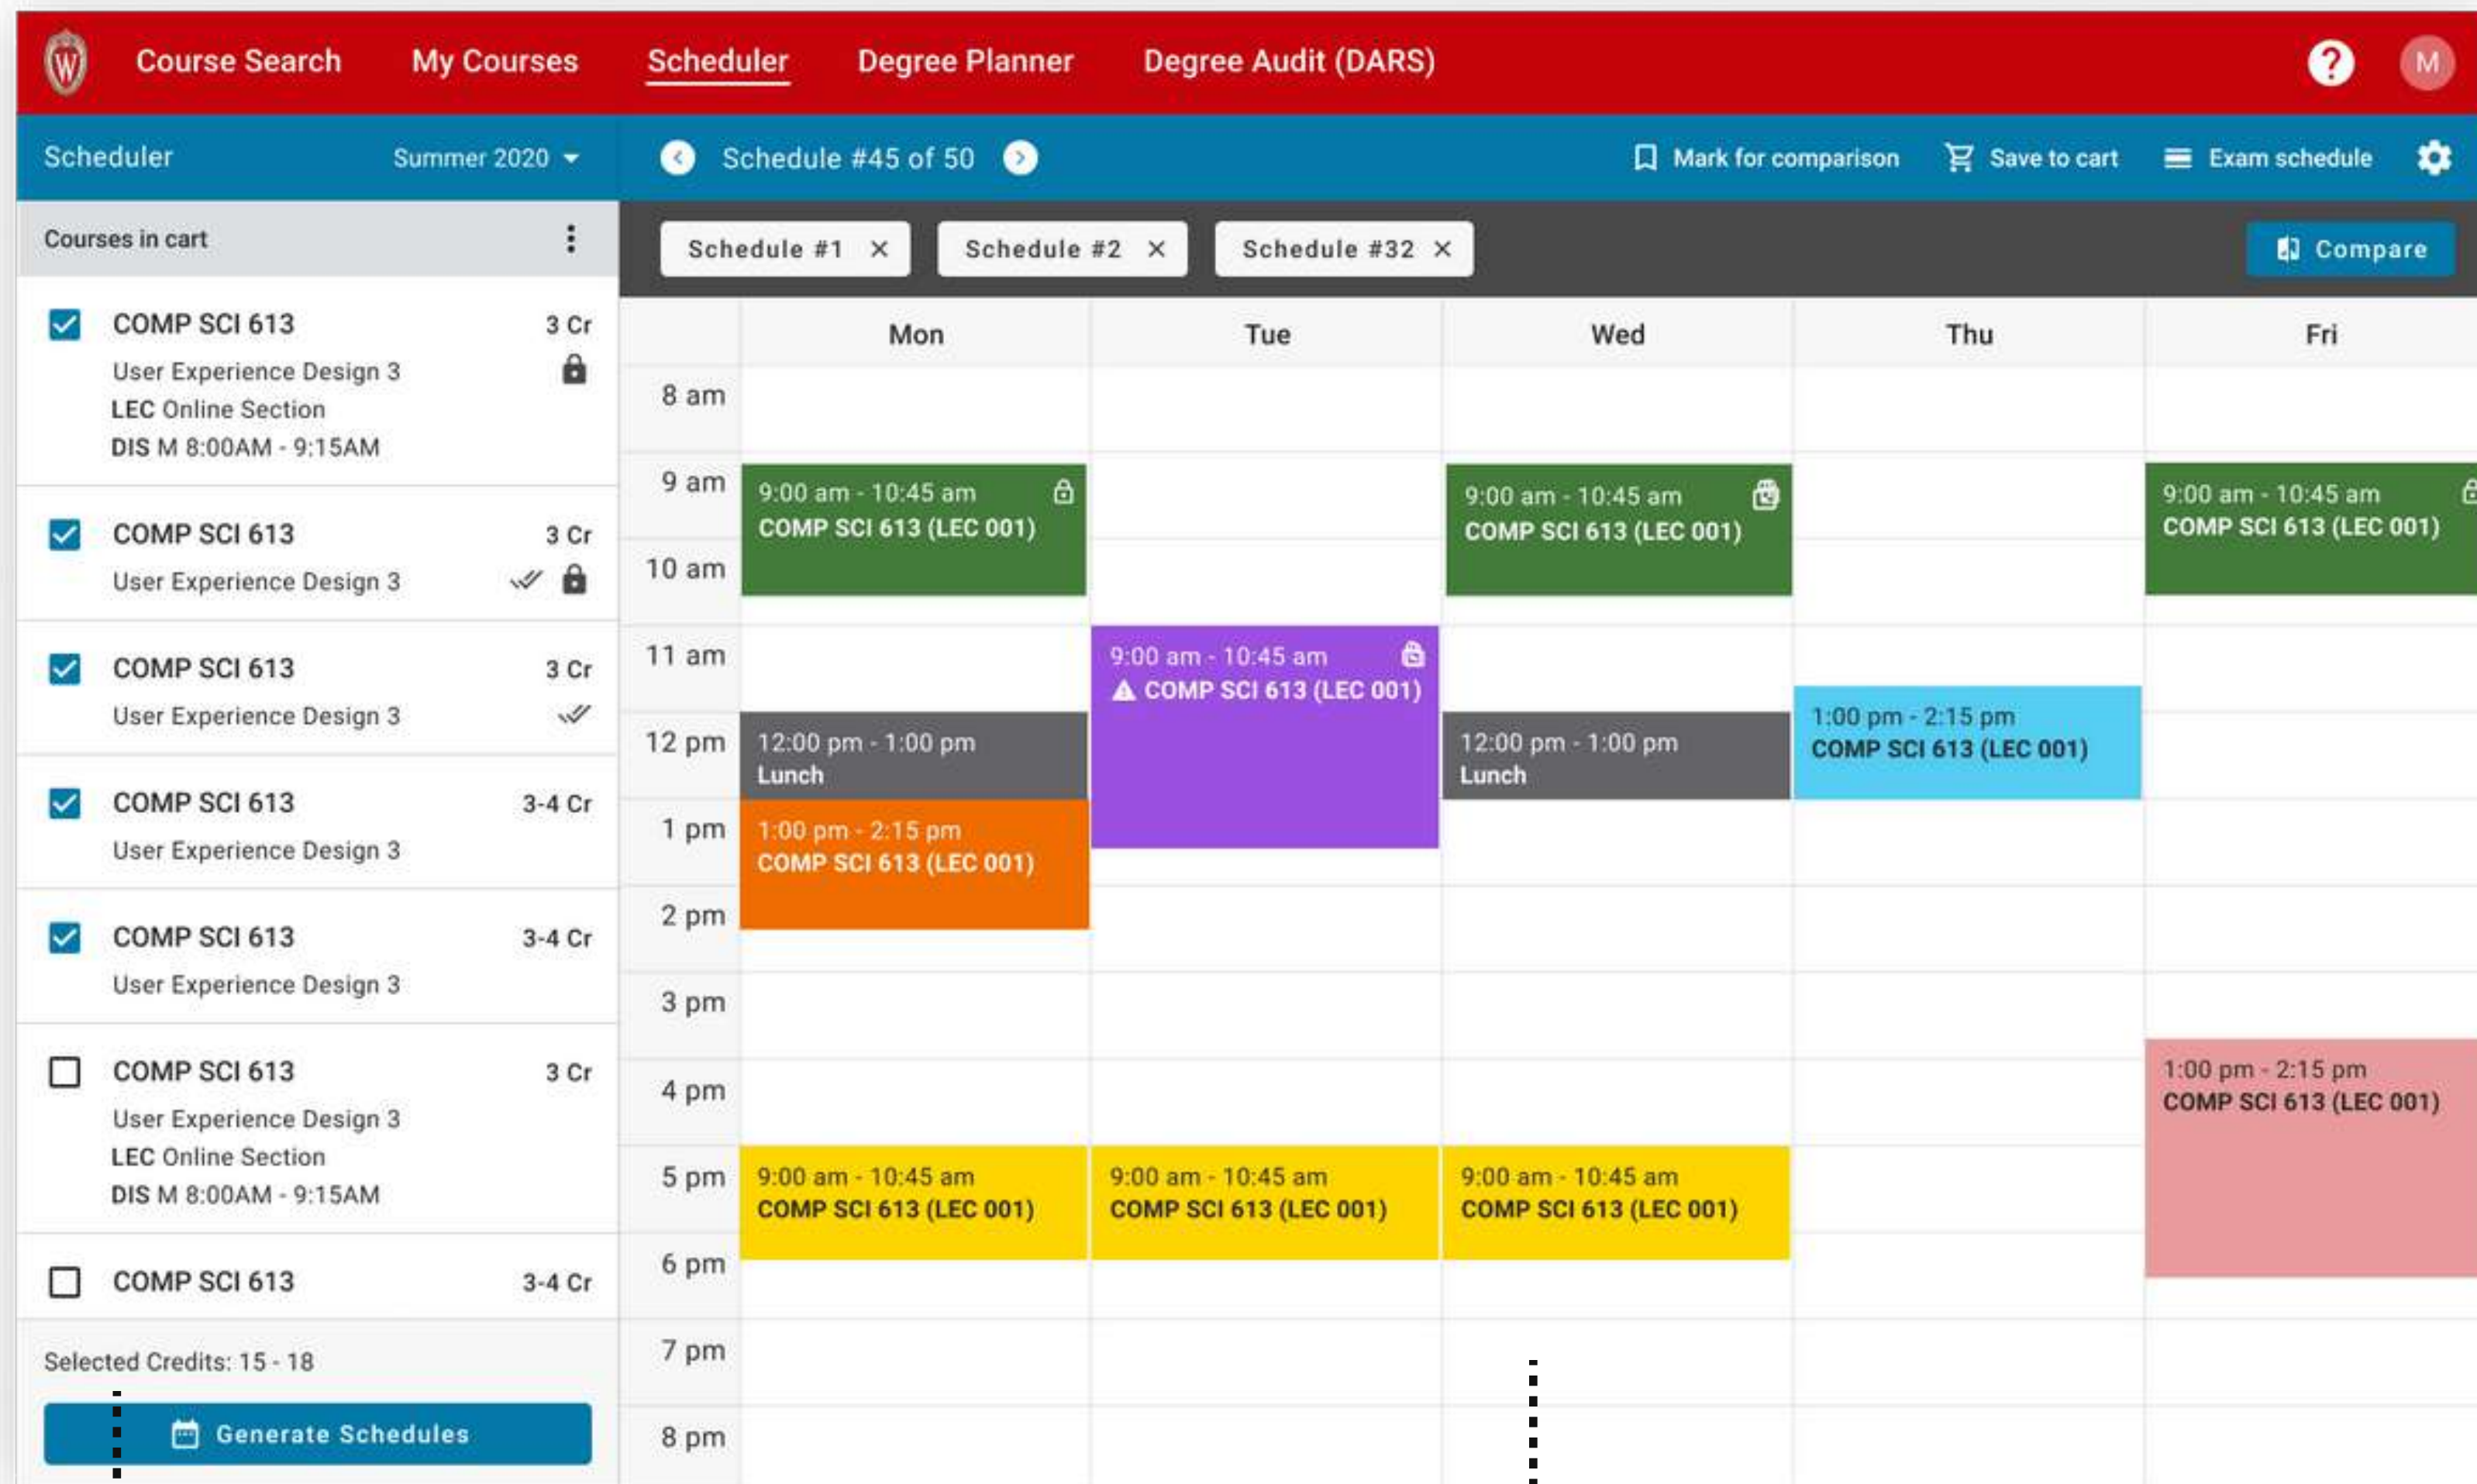 W
Course Search
My Courses
Scheduler
Degree Planner
Degree Audit (DARS)
?
M
Scheduler
Summer 2020
Schedule #45 of 50
Mark for comparison
Save to cart
Exam schedule
Courses in cart
Schedule #1
Schedule #2
Schedule #32
Compare
COMP SCI 613
3 Cr
User Experience Design 3
LEC Online Section
DIS M 8:00AM - 9:15AM
COMP SCI 613
3 Cr
User Experience Design 3
COMP SCI 613
3 Cr
User Experience Design 3
COMP SCI 613
3-4 Cr
User Experience Design 3
COMP SCI 613
3-4 Cr
User Experience Design 3
COMP SCI 613
3 Cr
User Experience Design 3
LEC Online Section
DIS M 8:00AM - 9:15AM
COMP SCI 613
3-4 Cr
Selected Credits: 15 - 18
Generate Schedules
Mon
Tue
Wed
Thu
Fri
8 am
9 am
9:00 am - 10:45 am
COMP SCI 613 (LEC 001)
9:00 am - 10:45 am
COMP SCI 613 (LEC 001)
9:00 am - 10:45 am
COMP SCI 613 (LEC 001)
10 am
11 am
9:00 am - 10:45 am
COMP SCI 613 (LEC 001)
12 pm
12:00 pm - 1:00 pm
Lunch
12:00 pm - 1:00 pm
Lunch
1:00 pm - 2:15 pm
COMP SCI 613 (LEC 001)
1 pm
1:00 pm - 2:15 pm
COMP SCI 613 (LEC 001)
2 pm
3 pm
4 pm
1:00 pm - 2:15 pm
COMP SCI 613 (LEC 001)
5 pm
9:00 am - 10:45 am
COMP SCI 613 (LEC 001)
9:00 am - 10:45 am
COMP SCI 613 (LEC 001)
9:00 am - 10:45 am
COMP SCI 613 (LEC 001)
6 pm
7 pm
8 pm